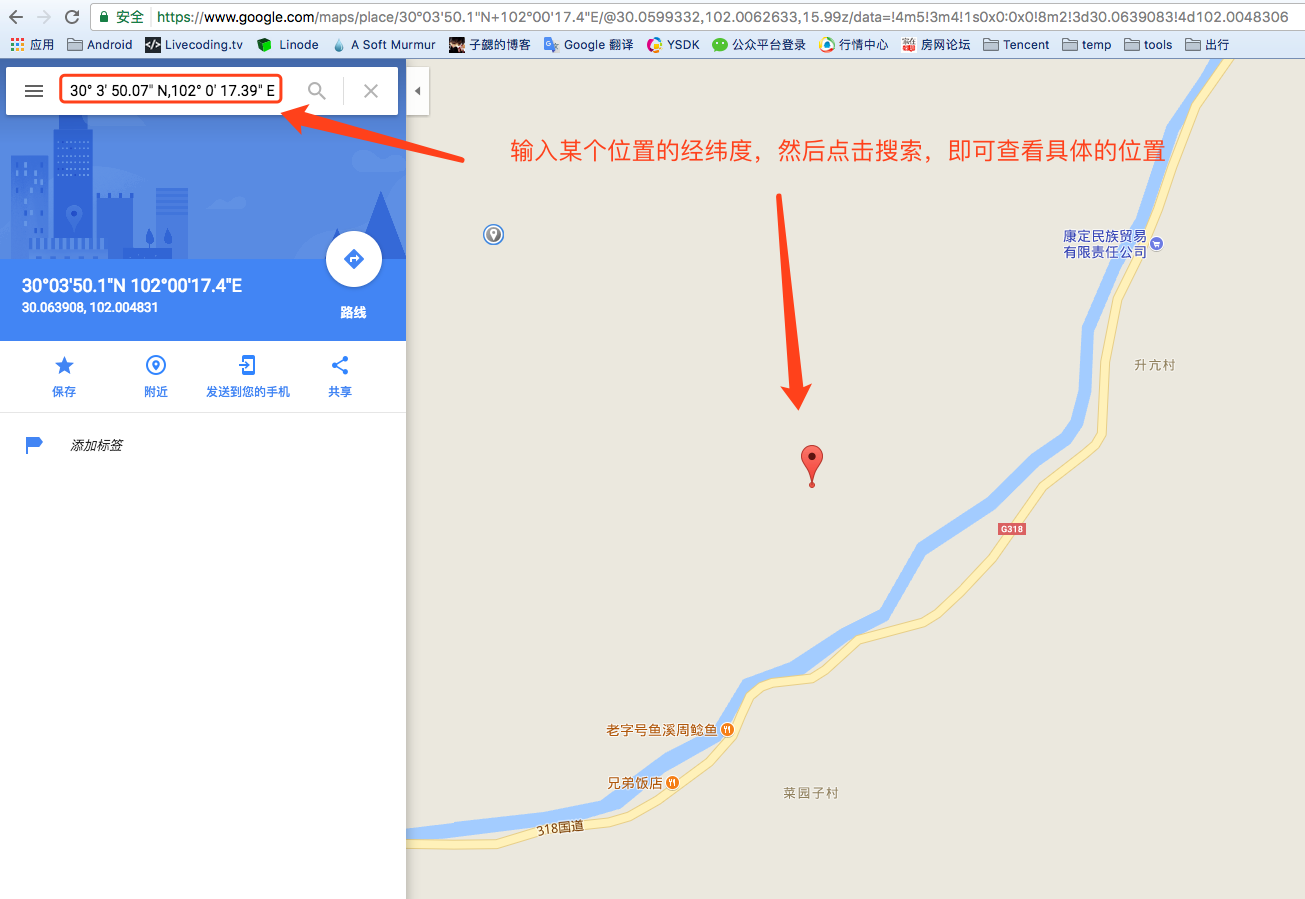 安全 https://www.google.com/maps/place/30°03'50.1"N+102°00'17.4"E/@30.0599332,102.0062633,15.99z/data=!4m5!3m4!1s0x0:0x0!8m2!3d30.0639083!4d102.0048306
应用 Android Livecoding.tv Linode A Soft Murmur 子勰的博客 Google 翻译 YSDK 公众平台登录 行情中心 房网论坛 Tencent temp tools 出行
30° 3' 50.07" N,102° 0' 17.39" E
输入某个位置的经纬度，然后点击搜索，即可查看具体的位置
康定民族贸易
有限责任公司
30°03'50.1"N 102°00'17.4"E
30.063908, 102.004831
路线
升亢村
保存 附近 发送到您的手机 共享
添加标签
G318
老字号鱼溪周鲶鱼
兄弟饭店
菜园子村
318国道